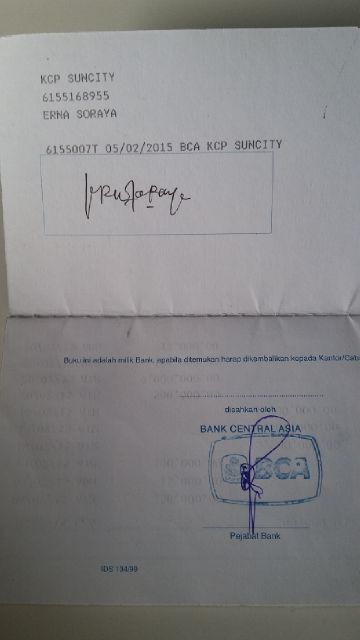 KCP SUNCITY
6155168955
ERNA SORAYA
6155007T 05/02/2015 BCA KCP SUNCITY
Buku ini adalah milik Bank, apabila ditemukan harap dikembalikan kepada Kantor/Caba
disahkan oleh
BANK CENTRAL ASIA
BCA
Pejabat Bank
IDS 134/99